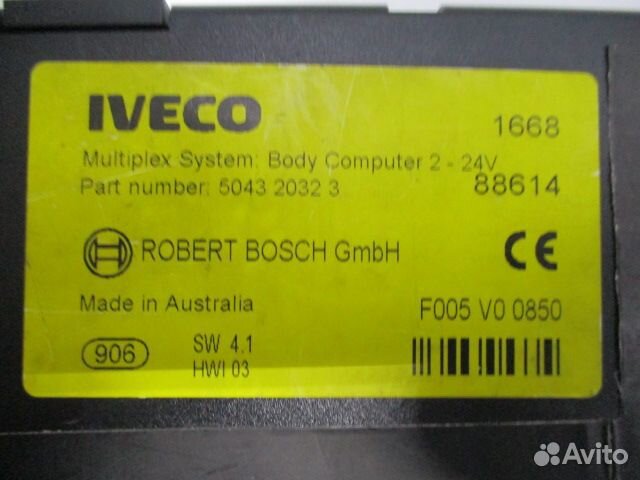 IVECO 1668
Multiplex System: Body Computer 2 - 24V
Part number: 5043 2032 3 88614
ROBERT BOSCH GmbH CE
Made in Australia F005 V0 0850
906 SW 4.1
HWI 03
Avito